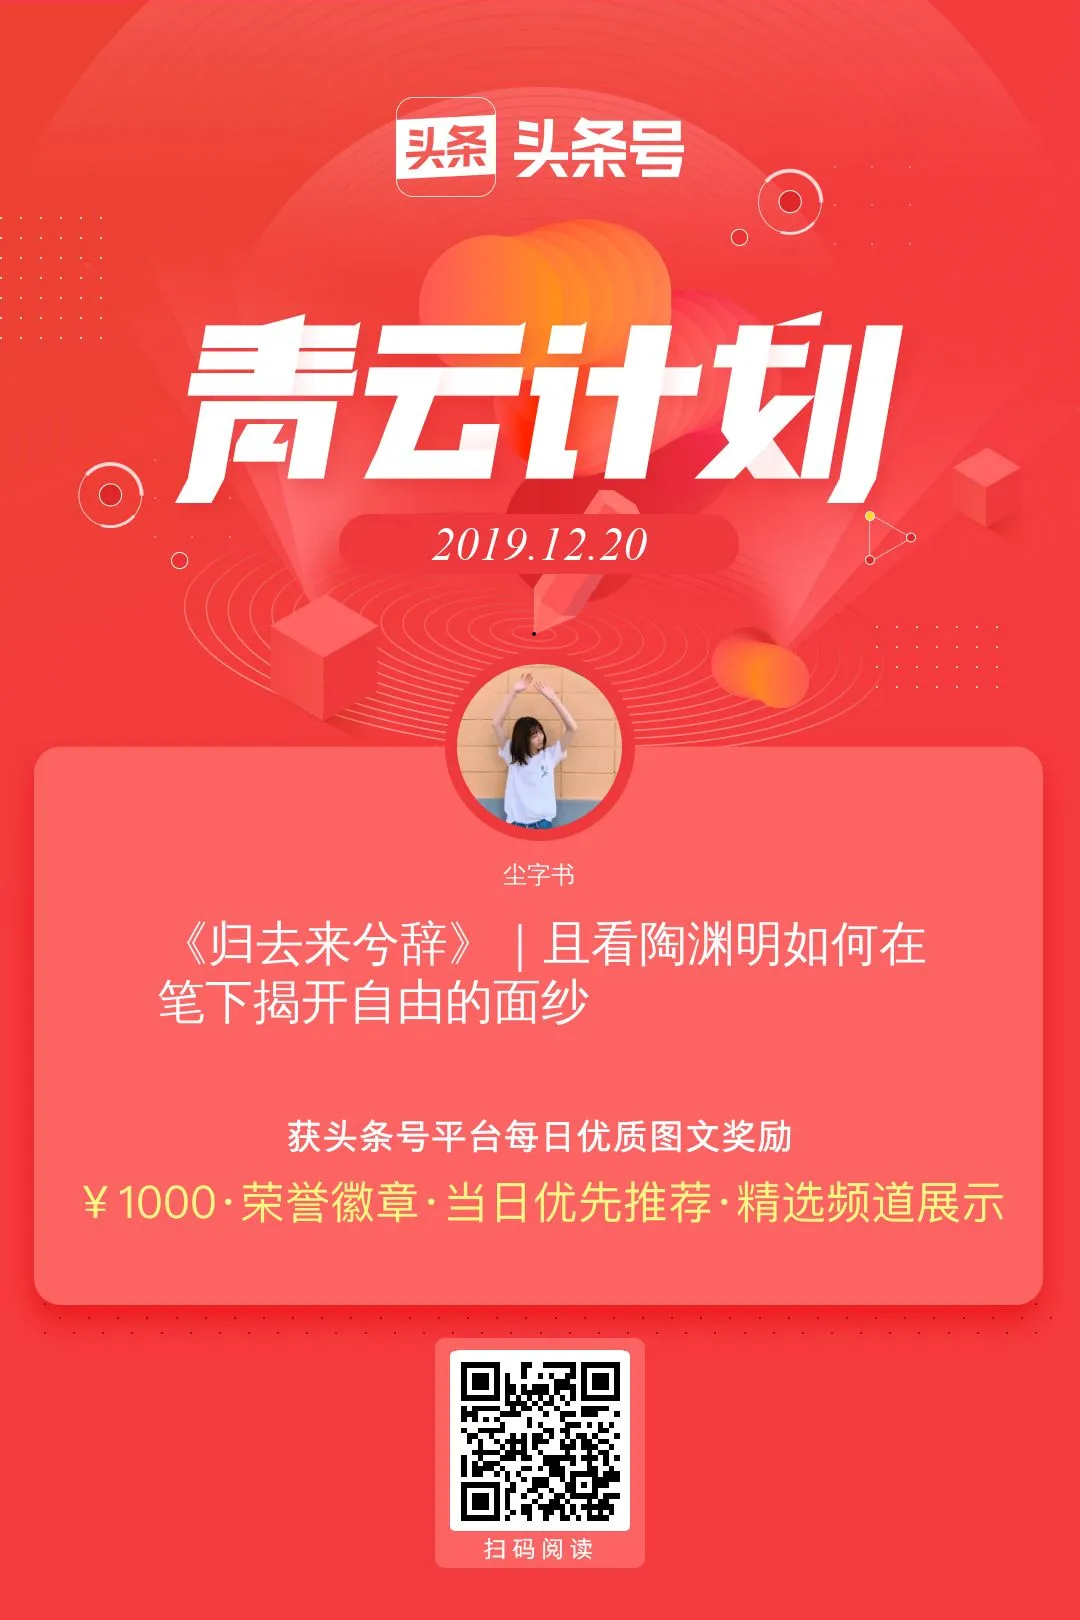 头条 头条号
青云计划
2019.12.20
尘字书
《归去来兮辞》｜且看陶渊明如何在
笔下揭开自由的面纱
获头条号平台每日优质图文奖励
￥1000·荣誉徽章·当日优先推荐·精选频道展示
扫码阅读